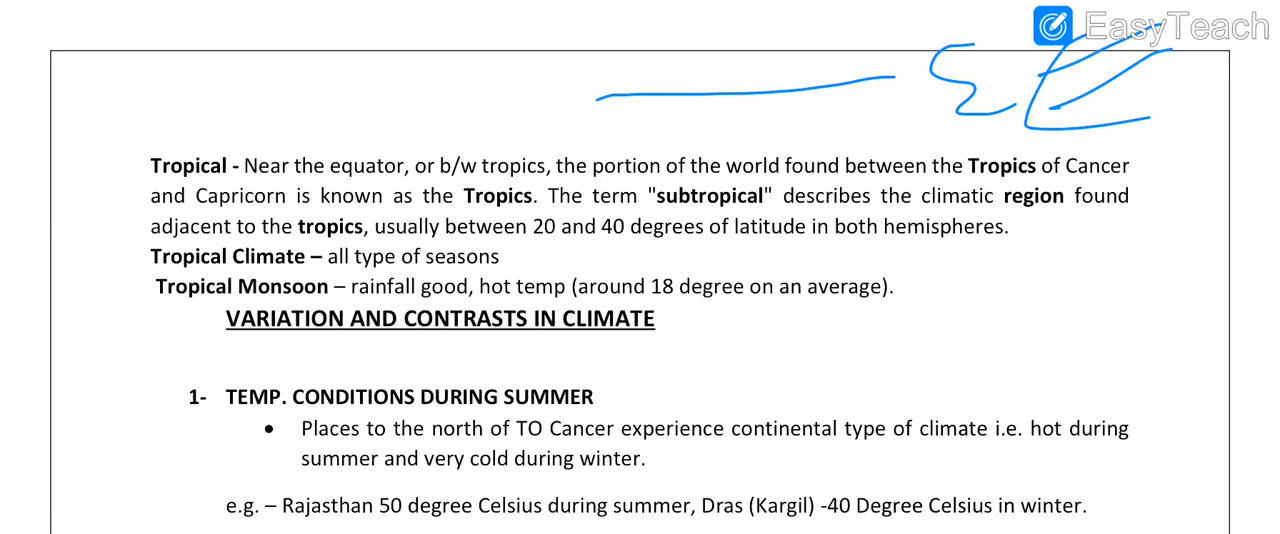 EasyTeach
Tropical - Near the equator, or b/w tropics, the portion of the world found between the Tropics of Cancer
and Capricorn is known as the Tropics. The term "subtropical" describes the climatic region found
adjacent to the tropics, usually between 20 and 40 degrees of latitude in both hemispheres.
Tropical Climate – all type of seasons
Tropical Monsoon – rainfall good, hot temp (around 18 degree on an average).
VARIATION AND CONTRASTS IN CLIMATE
1- TEMP. CONDITIONS DURING SUMMER
• Places to the north of TO Cancer experience continental type of climate i.e. hot during
summer and very cold during winter.
e.g. – Rajasthan 50 degree Celsius during summer, Dras (Kargil) -40 Degree Celsius in winter.